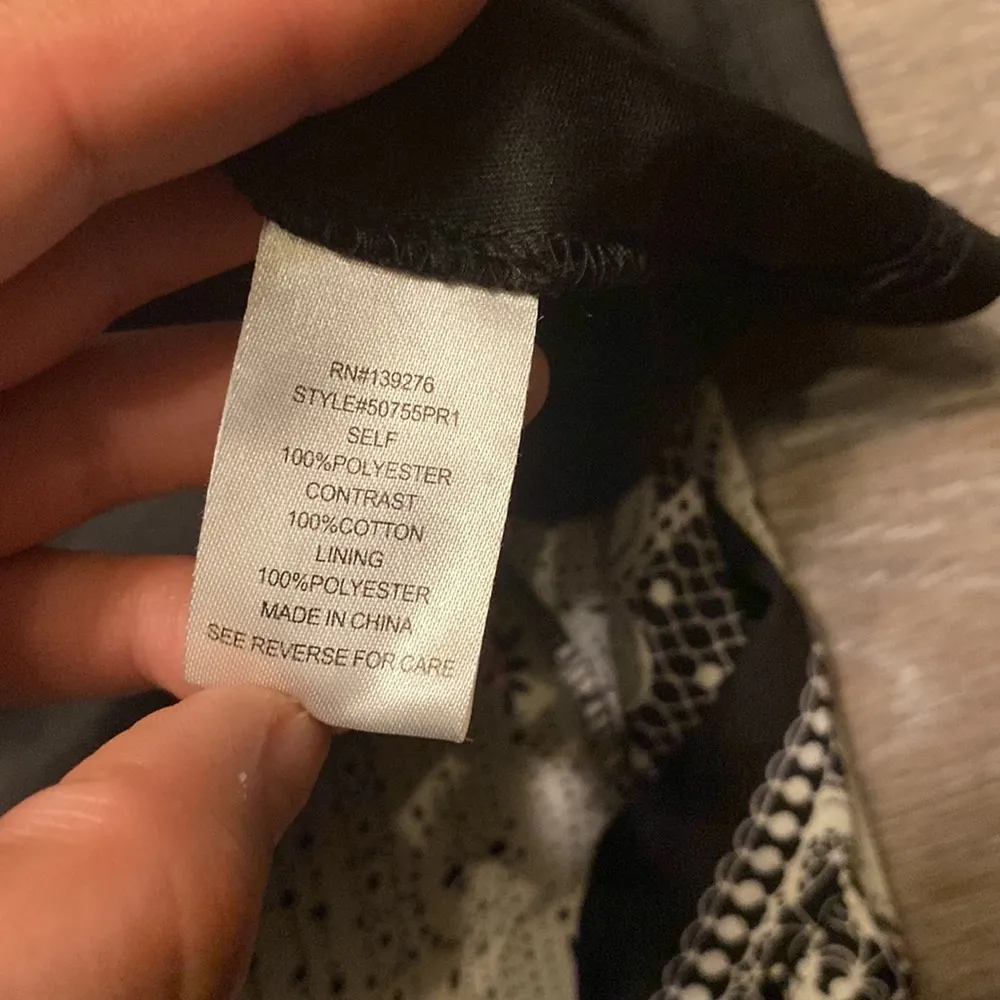 RN#139276
STYLE#50755PR1
SELF
100%POLYESTER
CONTRAST
100%COTTON
LINING
100%POLYESTER
MADE IN CHINA
SEE REVERSE FOR CARE